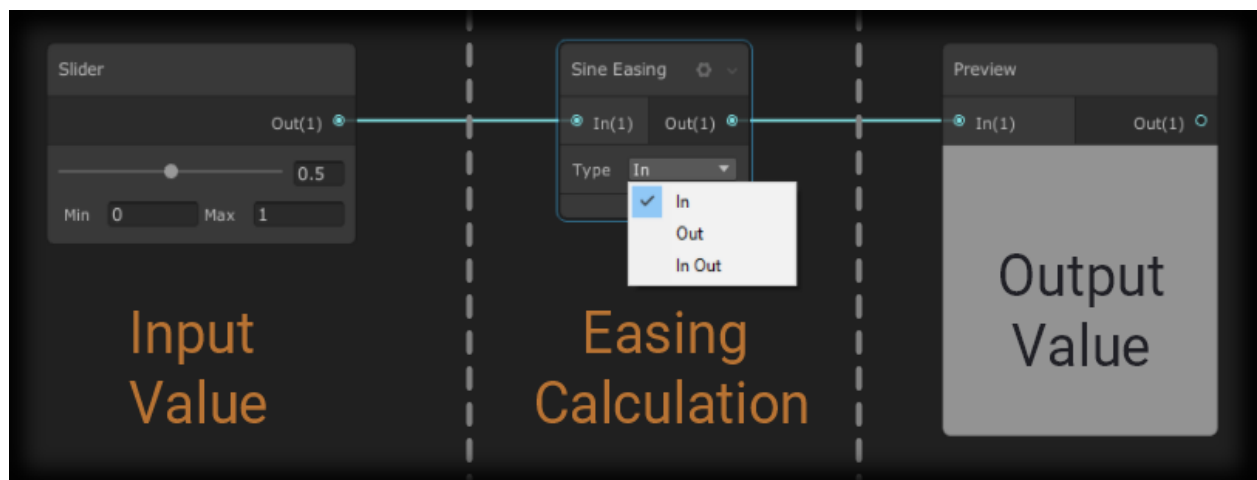 Slider
Out(1)
0.5
Min 0 Max 1
Input
Value
Sine Easing
In(1) Out(1)
Type In
In
Out
In Out
Easing
Calculation
Preview
In(1) Out(1)
Output
Value